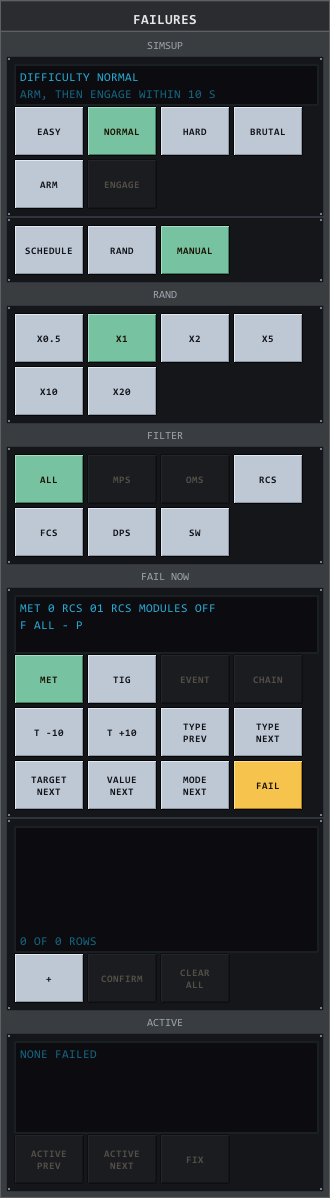 FAILURES
SIMSUP
DIFFICULTY NORMAL
ARM, THEN ENGAGE WITHIN 10 S
EASY NORMAL HARD BRUTAL
ARM ENGAGE
SCHEDULE RAND MANUAL
RAND
X0.5 X1 X2 X5
X10 X20
FILTER
ALL MPS OMS RCS
FCS DPS SW
FAIL NOW
MET 0 RCS 01 RCS MODULES OFF
F ALL - P
MET TIG EVENT CHAIN
T -10 T +10 TYPE PREV TYPE NEXT
TARGET NEXT VALUE NEXT MODE NEXT FAIL
0 OF 0 ROWS
+ CONFIRM CLEAR ALL
ACTIVE
NONE FAILED
ACTIVE PREV ACTIVE NEXT FIX